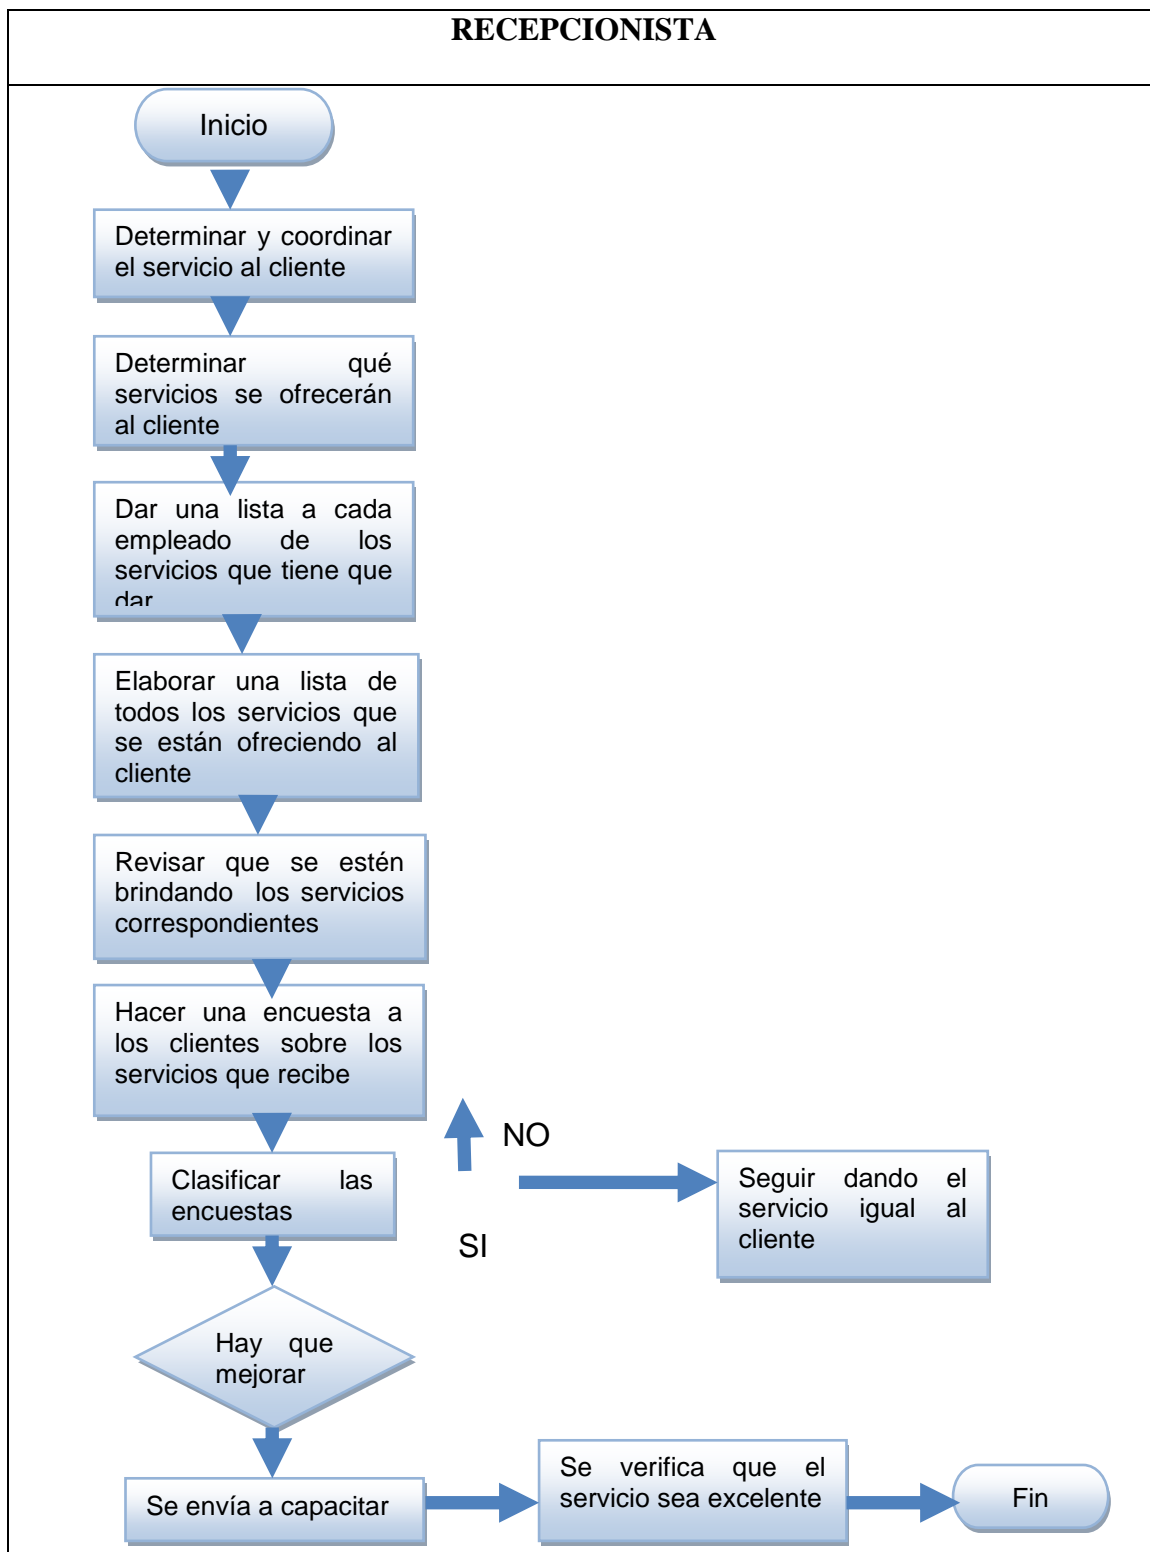 RECEPCIONISTA
Inicio
Determinar y coordinar
el servicio al cliente
Determinar qué
servicios se ofrecerán
al cliente
Dar una lista a cada
empleado de los
servicios que tiene que
dar
Elaborar una lista de
todos los servicios que
se están ofreciendo al
cliente
Revisar que se estén
brindando los servicios
correspondientes
Hacer una encuesta a
los clientes sobre los
servicios que recibe
NO
Clasificar las
encuestas
Seguir dando el
servicio igual al
cliente
SI
Hay que
mejorar
Se envía a capacitar
Se verifica que el
servicio sea excelente
Fin